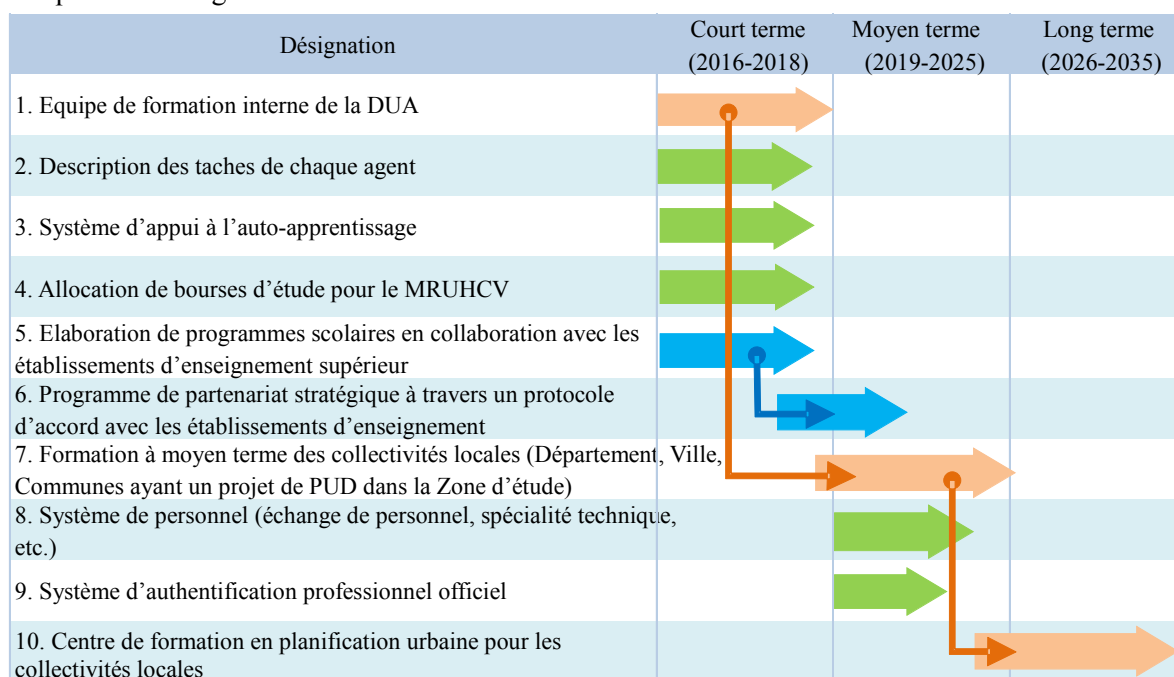 Désignation
Court terme
(2016-2018)
Moyen terme
(2019-2025)
Long terme
(2026-2035)
1. Equipe de formation interne de la DUA
2. Description des taches de chaque agent
3. Système d’appui à l’auto-apprentissage
4. Allocation de bourses d’étude pour le MRUHCV
5. Elaboration de programmes scolaires en collaboration avec les
établissements d’enseignement supérieur
6. Programme de partenariat stratégique à travers un protocole
d’accord avec les établissements d’enseignement
7. Formation à moyen terme des collectivités locales (Département, Ville,
Communes ayant un projet de PUD dans la Zone d’étude)
8. Système de personnel (échange de personnel, spécialité technique,
etc.)
9. Système d’authentification professionnel officiel
10. Centre de formation en planification urbaine pour les
collectivités locales